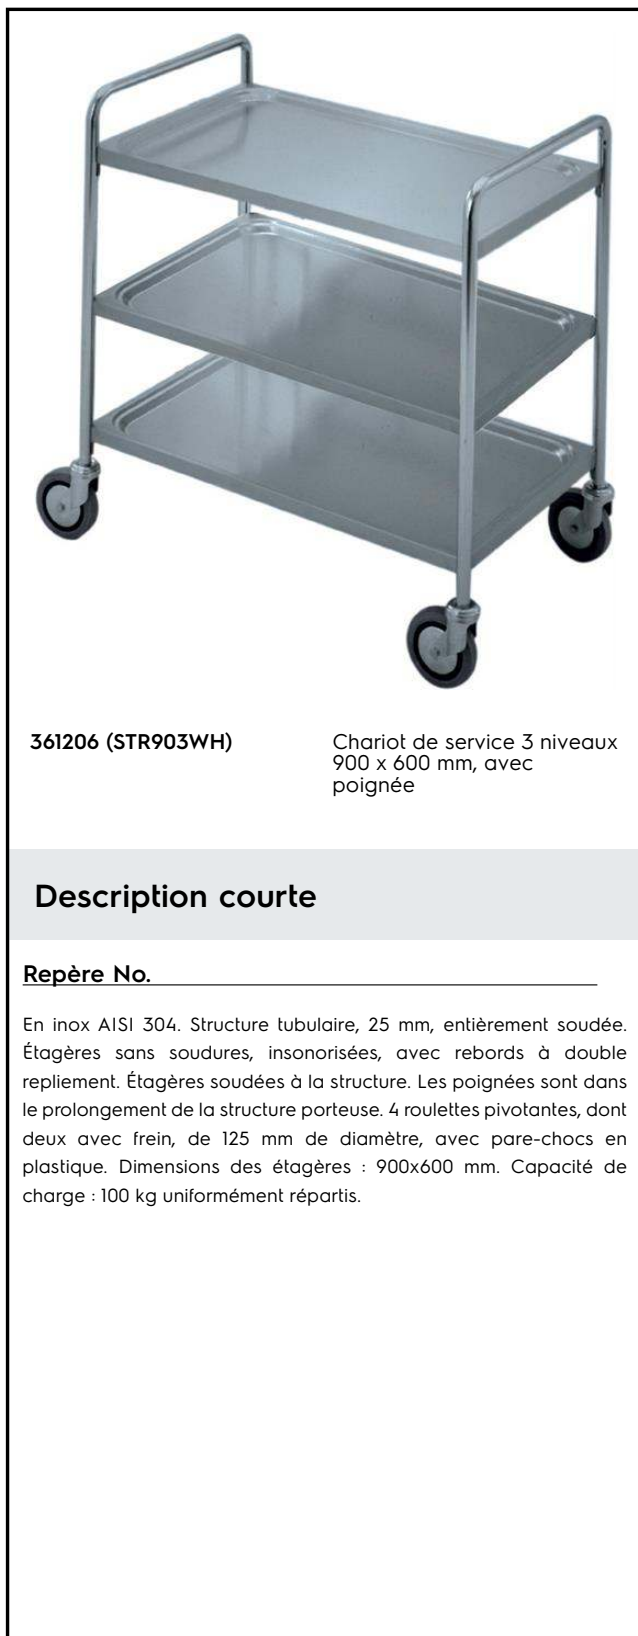 361206 (STR903WH)
Chariot de service 3 niveaux
900 x 600 mm, avec
poignée
Description courte
Repère No.
En inox AISI 304. Structure tubulaire, 25 mm, entièrement soudée.
Étagères sans soudures, insonorisées, avec rebords à double
repliement. Étagères soudées à la structure. Les poignées sont dans
le prolongement de la structure porteuse. 4 roulettes pivotantes, dont
deux avec frein, de 125 mm de diamètre, avec pare-chocs en
plastique. Dimensions des étagères : 900x600 mm. Capacité de
charge : 100 kg uniformément répartis.